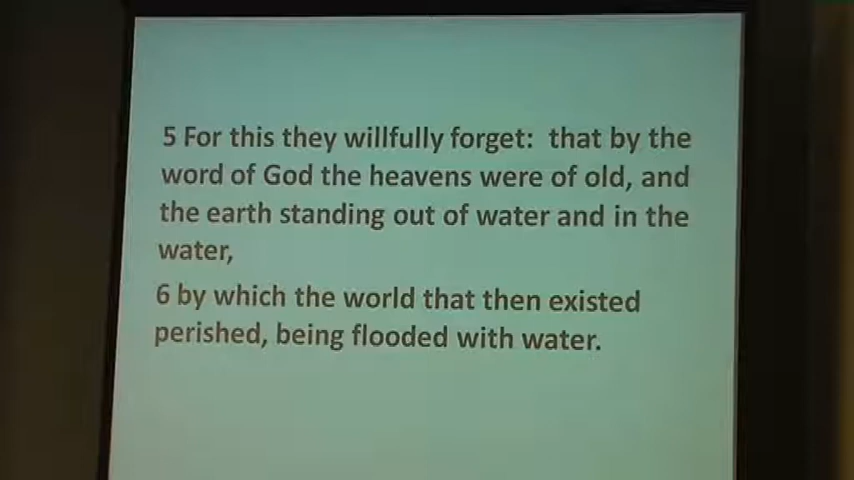 5 For this they willfully forget:  that by the
word of God the heavens were of old, and
the earth standing out of water and in the
water,
6 by which the world that then existed
perished, being flooded with water.